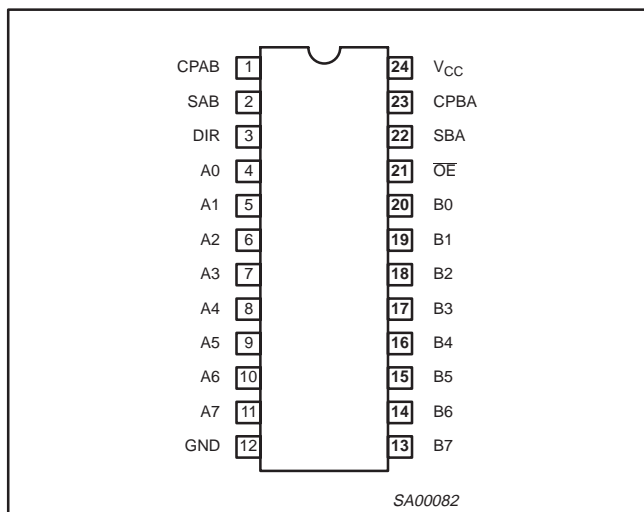 CPAB 1 24 V_CC
SAB 2 23 CPBA
DIR 3 22 SBA
A0 4 21 O̅E̅
A1 5 20 B0
A2 6 19 B1
A3 7 18 B2
A4 8 17 B3
A5 9 16 B4
A6 10 15 B5
A7 11 14 B6
GND 12 13 B7
SA00082